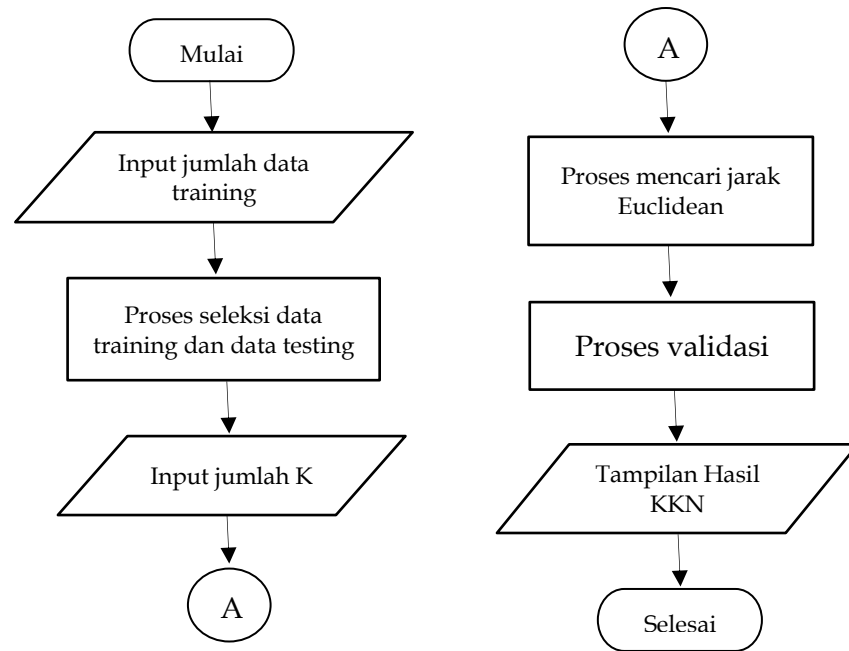 Mulai
Input jumlah data
training
Proses seleksi data
training dan data testing
Input jumlah K
A
A
Proses mencari jarak
Euclidean
Proses validasi
Tampilan Hasil
KKN
Selesai